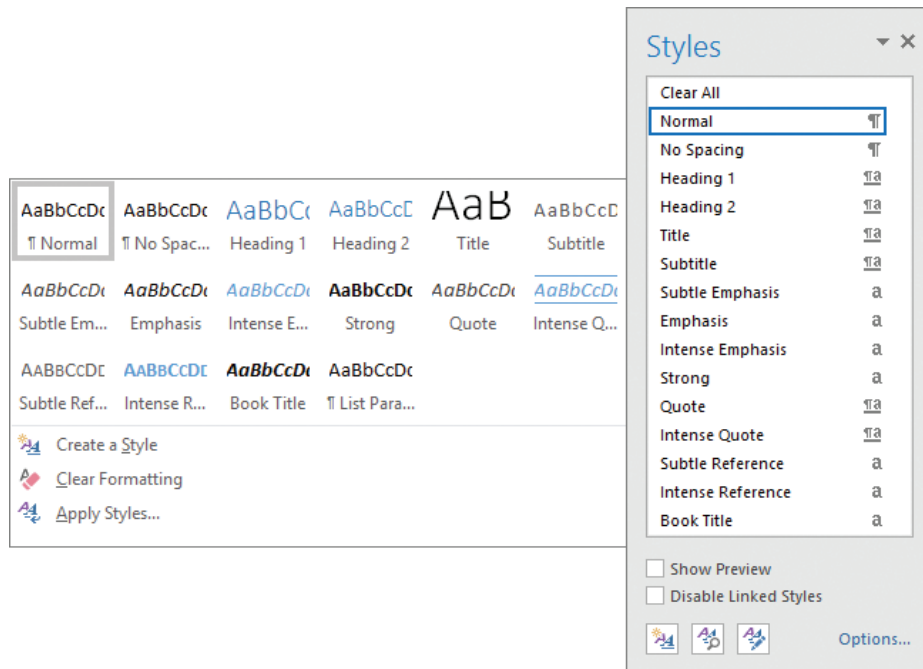 AaBbCcDc AaBbCcDc AaBbCc AaBbCcD AaB AaBbCcD
¶ Normal ¶ No Spac... Heading 1 Heading 2 Title Subtitle
AaBbCcDc AaBbCcDc AaBbCcDc AaBbCcDc AaBbCcDc AaBbCcDc
Subtle Em... Emphasis Intense E... Strong Quote Intense Q...
AABBCCDD AABBCCDD AaBbCcDc AaBbCcDc
Subtle Ref... Intense R... Book Title ¶ List Para...
Create a Style
Clear Formatting
Apply Styles...
Styles
Clear All
Normal ¶
No Spacing ¶
Heading 1 ¶a
Heading 2 ¶a
Title ¶a
Subtitle ¶a
Subtle Emphasis a
Emphasis a
Intense Emphasis a
Strong a
Quote ¶a
Intense Quote ¶a
Subtle Reference a
Intense Reference a
Book Title a
Show Preview
Disable Linked Styles
Options...